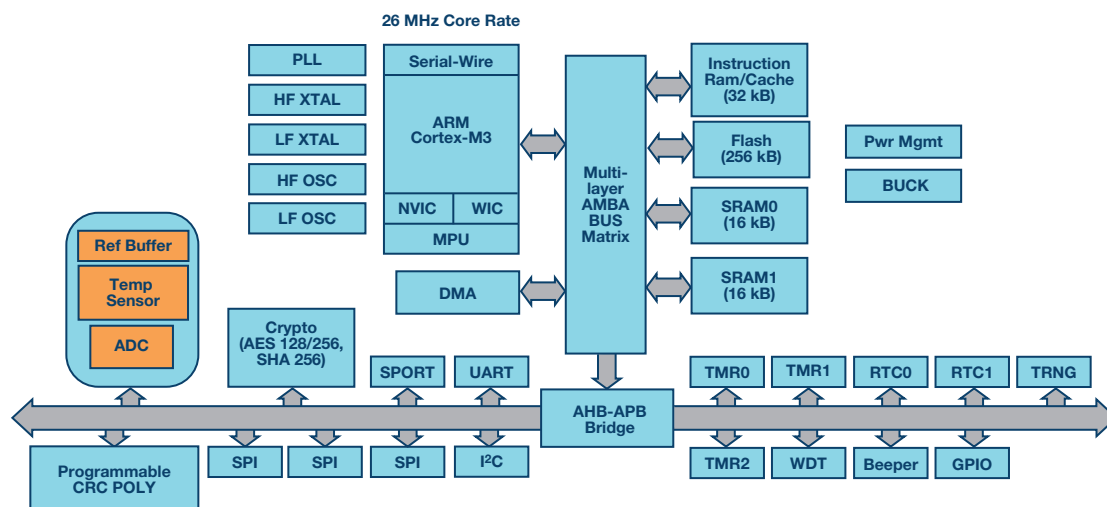 26 MHz Core Rate
PLL
HF XTAL
LF XTAL
HF OSC
LF OSC
Serial-Wire
ARM
Cortex-M3
NVIC
WIC
MPU
DMA
Multi-
layer
AMBA
BUS
Matrix
Instruction
Ram/Cache
(32 kB)
Flash
(256 kB)
SRAM0
(16 kB)
SRAM1
(16 kB)
Pwr Mgmt
BUCK
Ref Buffer
Temp
Sensor
ADC
Crypto
(AES 128/256,
SHA 256)
SPORT
UART
TMR0
TMR1
RTC0
RTC1
TRNG
AHB-APB
Bridge
Programmable
CRC POLY
SPI
SPI
SPI
I²C
TMR2
WDT
Beeper
GPIO